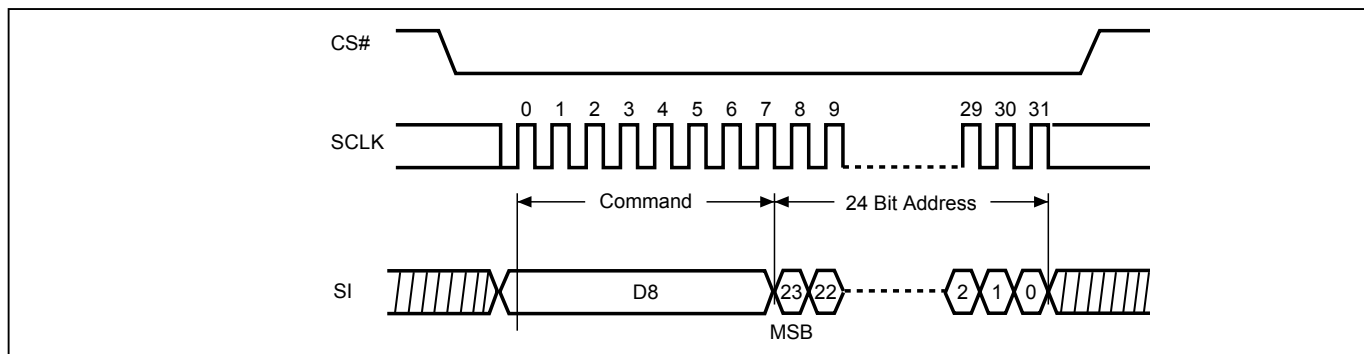 CS#
0 1 2 3 4 5 6 7 8 9 29 30 31
SCLK
Command 24 Bit Address
SI D8 23 22 2 1 0
MSB